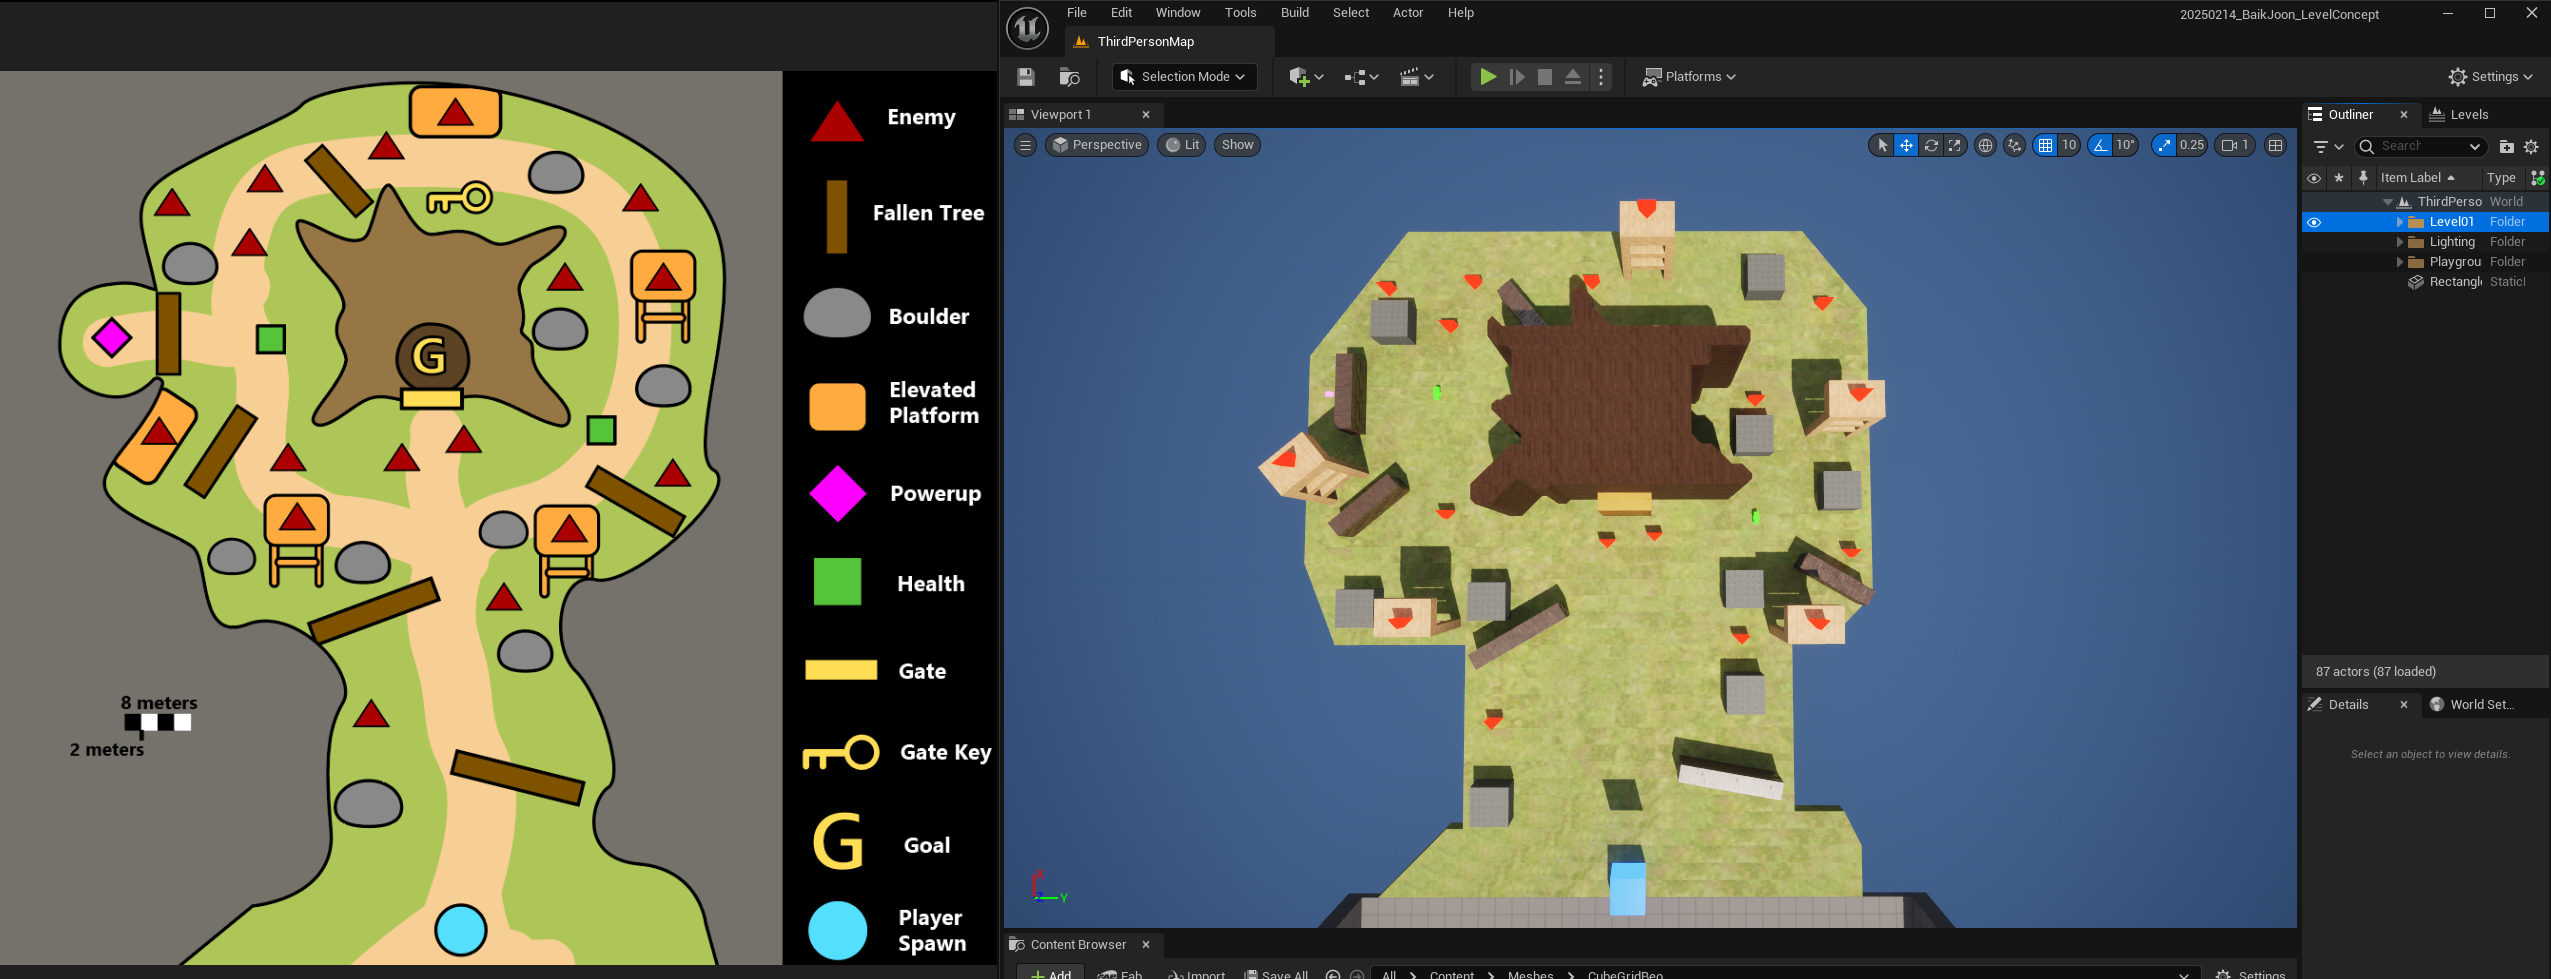 Enemy
Fallen Tree
Boulder
Elevated
Platform
Powerup
Health
Gate
Gate Key
G
Goal
Player
Spawn
G
8 meters
2 meters
File Edit Window Tools Build Select Actor Help
20250214_BaikJoon_LevelConcept
ThirdPersonMap
Selection Mode
Platforms
Settings
Viewport 1
Perspective Lit Show
10 10° 0.25 1
X
Z Y
Outliner Levels
Search
Item Label Type
ThirdPerso World
Level01 Folder
Lighting Folder
Playgrou Folder
Rectangl StaticI
87 actors (87 loaded)
Details World Set...
Select an object to view details.
Content Browser
Add Fab Import Save All All Content Meshes CubeGridBeo Settings